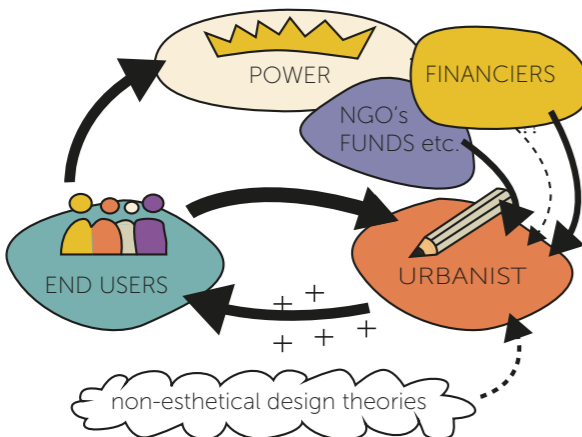 POWER
FINANCIERS
NGO's
FUNDS etc.
END USERS
URBANIST
non-esthetical design theories